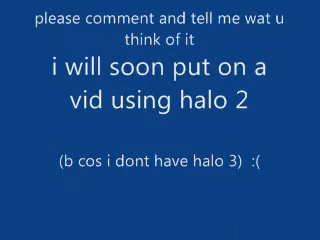 please comment and tell me wat u
think of it
i will soon put on a
vid using halo 2
(b cos i dont have halo 3)  :(